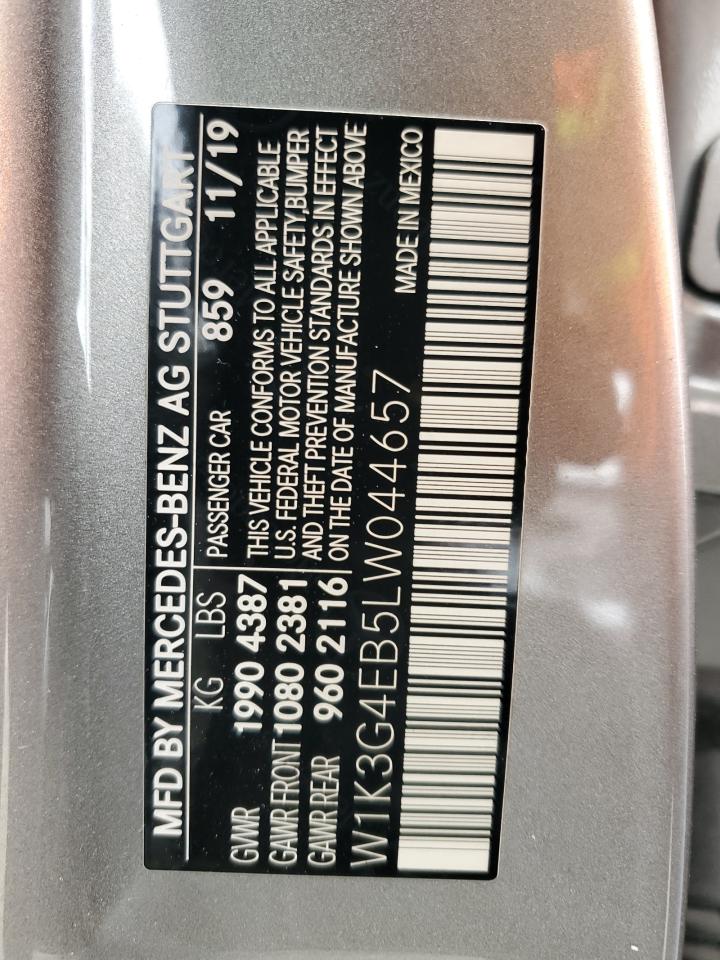 MFD BY MERCEDES-BENZ AG STUTTGART
KG LBS PASSENGER CAR 859 11/19
GWR 1990 4387 THIS VEHICLE CONFORMS TO ALL APPLICABLE
GAWR FRONT 1080 2381 U.S. FEDERAL MOTOR VEHICLE SAFETY, BUMPER
GAWR REAR 960 2116 AND THEFT PREVENTION STANDARDS IN EFFECT
ON THE DATE OF MANUFACTURE SHOWN ABOVE
W1K3G4EB5LW044657 MADE IN MEXICO